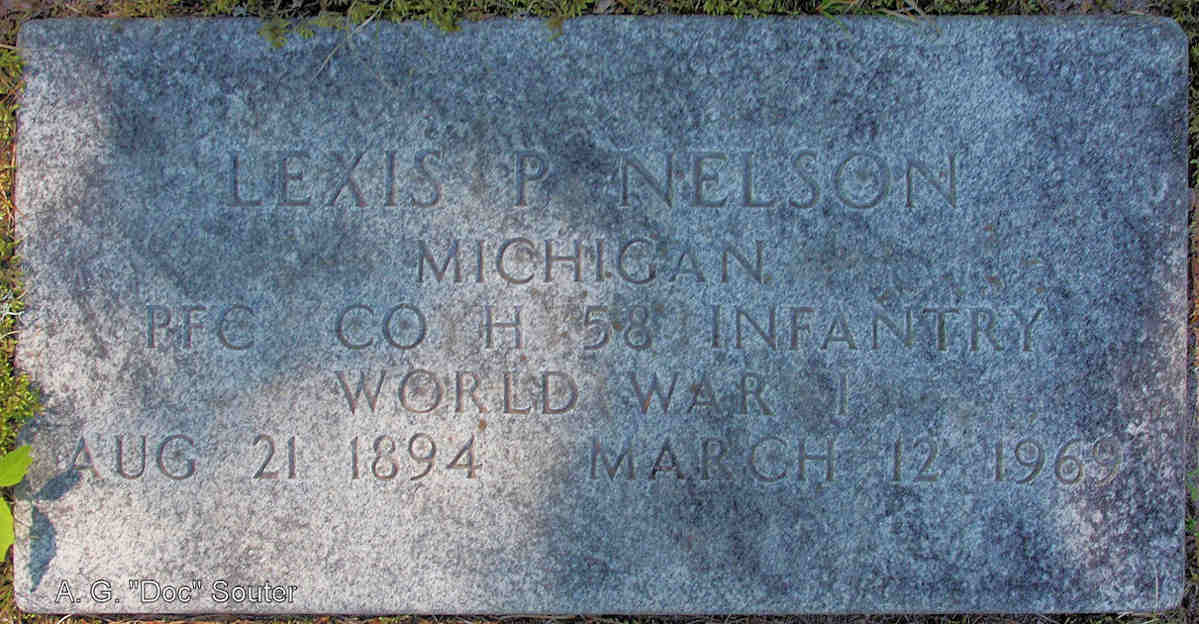 LEXIS P NELSON
MICHIGAN
PFC CO H 58 INFANTRY
WORLD WAR I
AUG 21 1894 MARCH 12 1969
A. G. "Doc" Souter